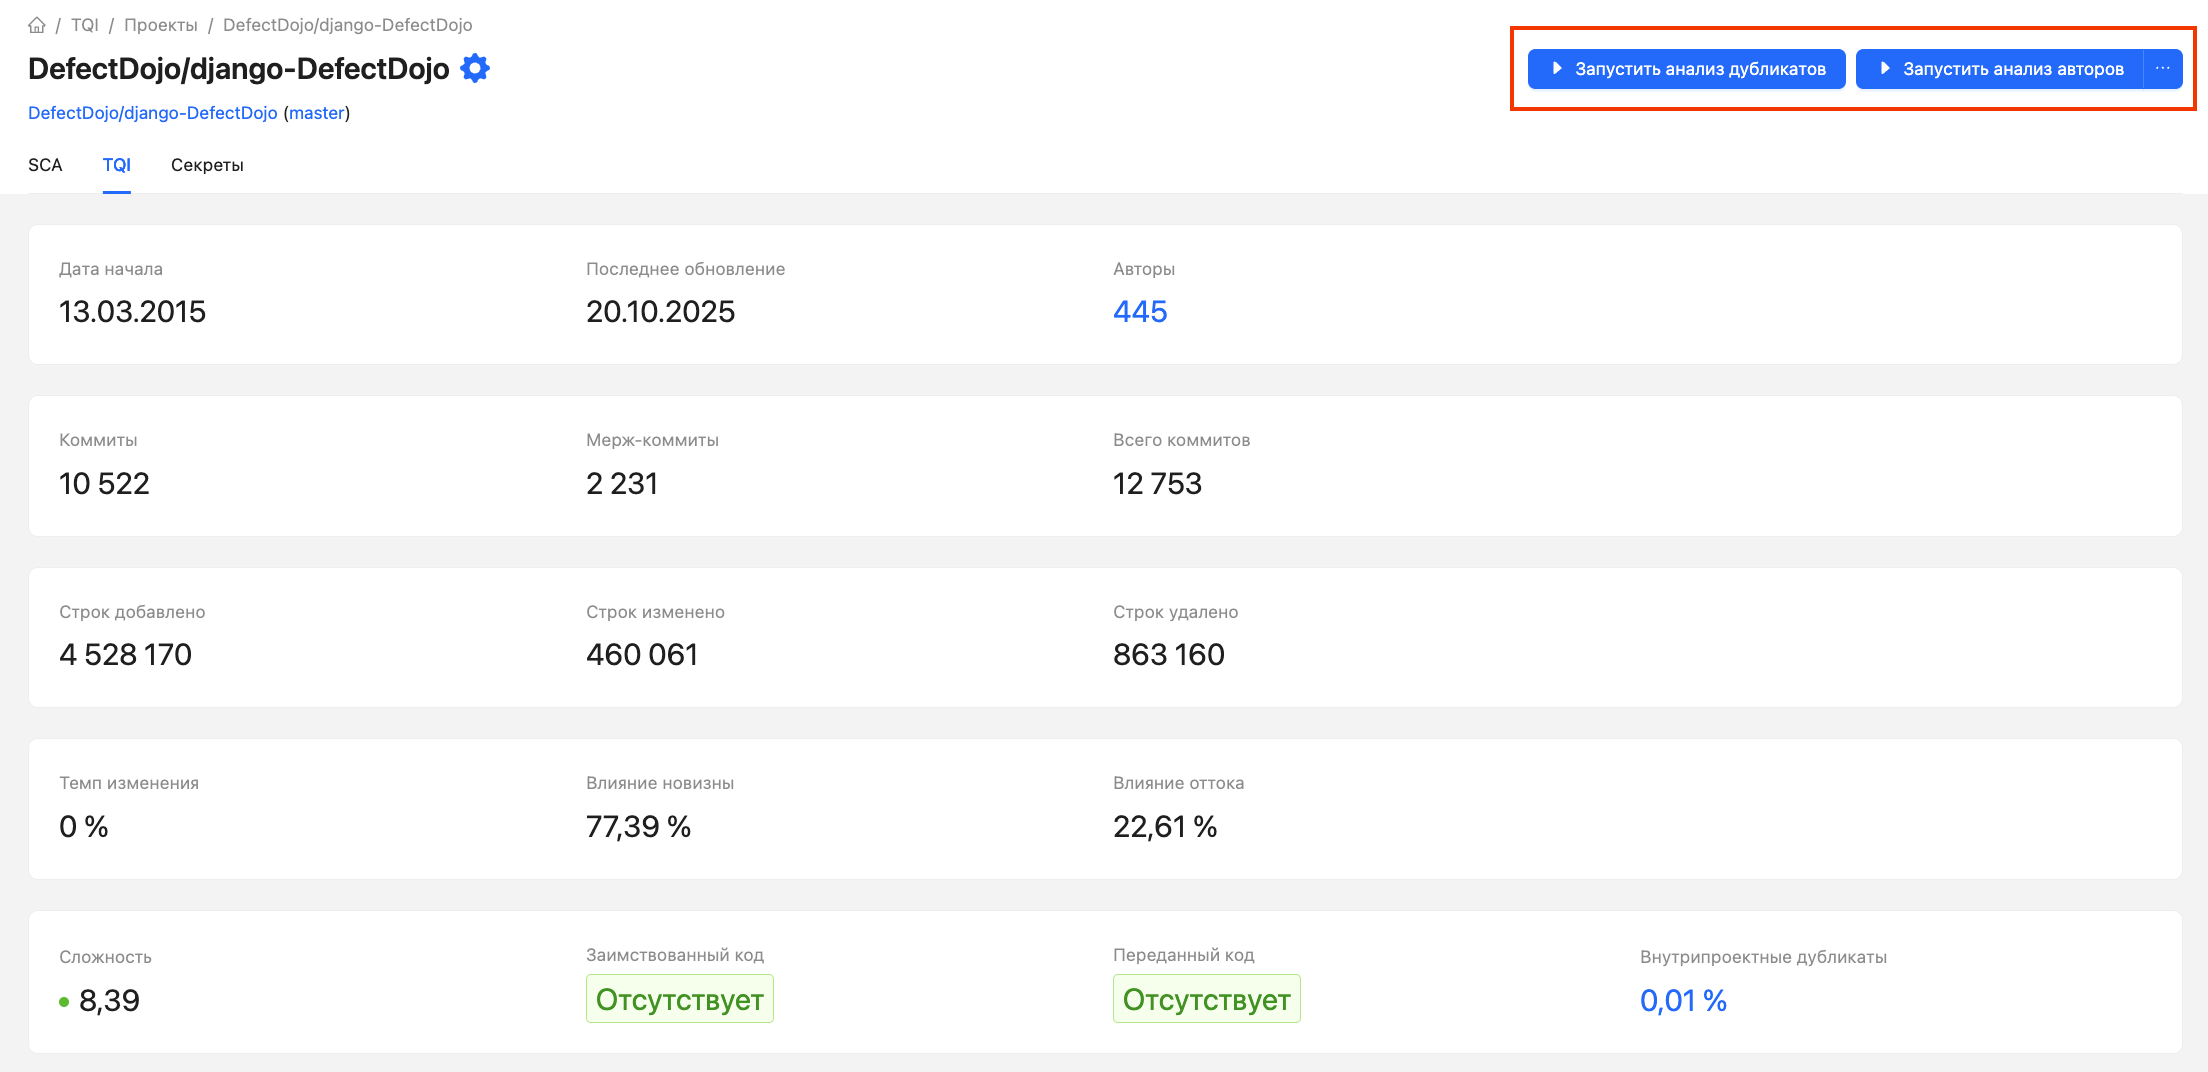 / TQI / Проекты / DefectDojo/django-DefectDojo
DefectDojo/django-DefectDojo
Запустить анализ дубликатов
Запустить анализ авторов ...
DefectDojo/django-DefectDojo (master)
SCA TQI Секреты
Дата начала Последнее обновление Авторы
13.03.2015 20.10.2025 445
Коммиты Мерж-коммиты Всего коммитов
10 522 2 231 12 753
Строк добавлено Строк изменено Строк удалено
4 528 170 460 061 863 160
Темп изменения Влияние новизны Влияние оттока
0 % 77,39 % 22,61 %
Сложность Заимствованный код Переданный код Внутрипроектные дубликаты
8,39 Отсутствует Отсутствует 0,01 %